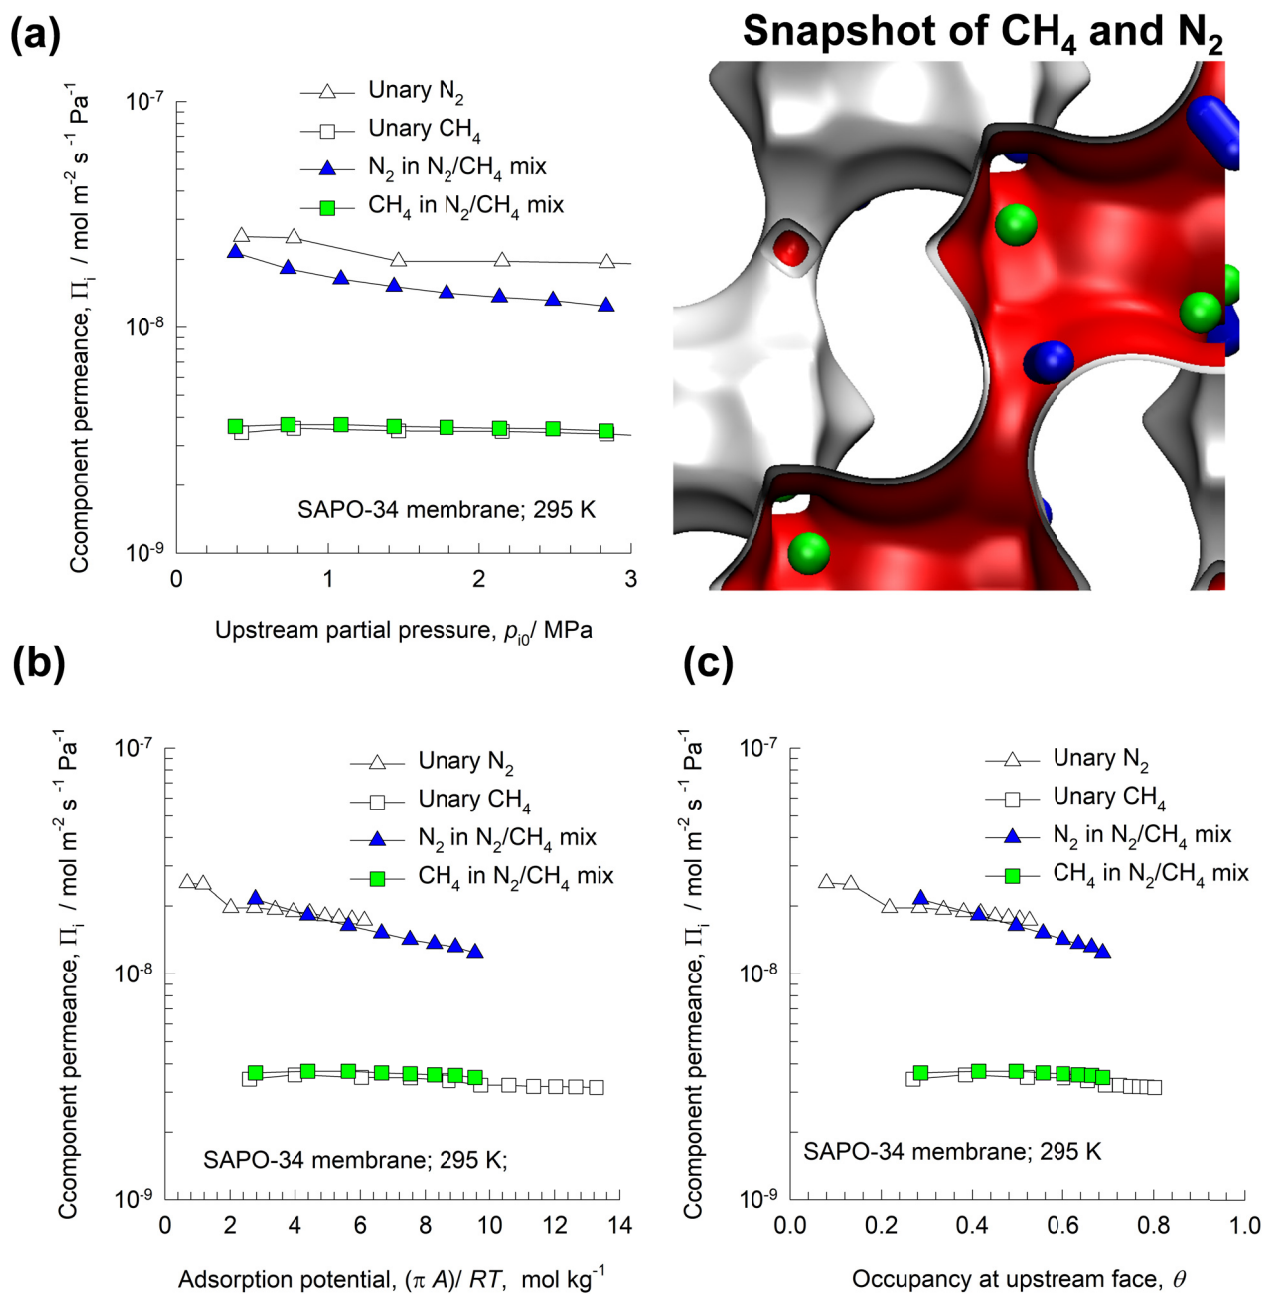 (a)
Snapshot of CH₄ and N₂
Unary N₂
Unary CH₄
N₂ in N₂/CH₄ mix
CH₄ in N₂/CH₄ mix
10⁻⁷
10⁻⁸
10⁻⁹
Ccomponent permeance, Πᵢ / mol m⁻² s⁻¹ Pa⁻¹
SAPO-34 membrane; 295 K
0 1 2 3
Upstream partial pressure, pᵢ₀/ MPa
(b)
Unary N₂
Unary CH₄
N₂ in N₂/CH₄ mix
CH₄ in N₂/CH₄ mix
10⁻⁷
10⁻⁸
10⁻⁹
Ccomponent permeance, Πᵢ / mol m⁻² s⁻¹ Pa⁻¹
SAPO-34 membrane; 295 K;
0 2 4 6 8 10 12 14
Adsorption potential, (π A)/ RT, mol kg⁻¹
(c)
Unary N₂
Unary CH₄
N₂ in N₂/CH₄ mix
CH₄ in N₂/CH₄ mix
10⁻⁷
10⁻⁸
10⁻⁹
Ccomponent permeance, Πᵢ / mol m⁻² s⁻¹ Pa⁻¹
SAPO-34 membrane; 295 K
0.0 0.2 0.4 0.6 0.8 1.0
Occupancy at upstream face, θ